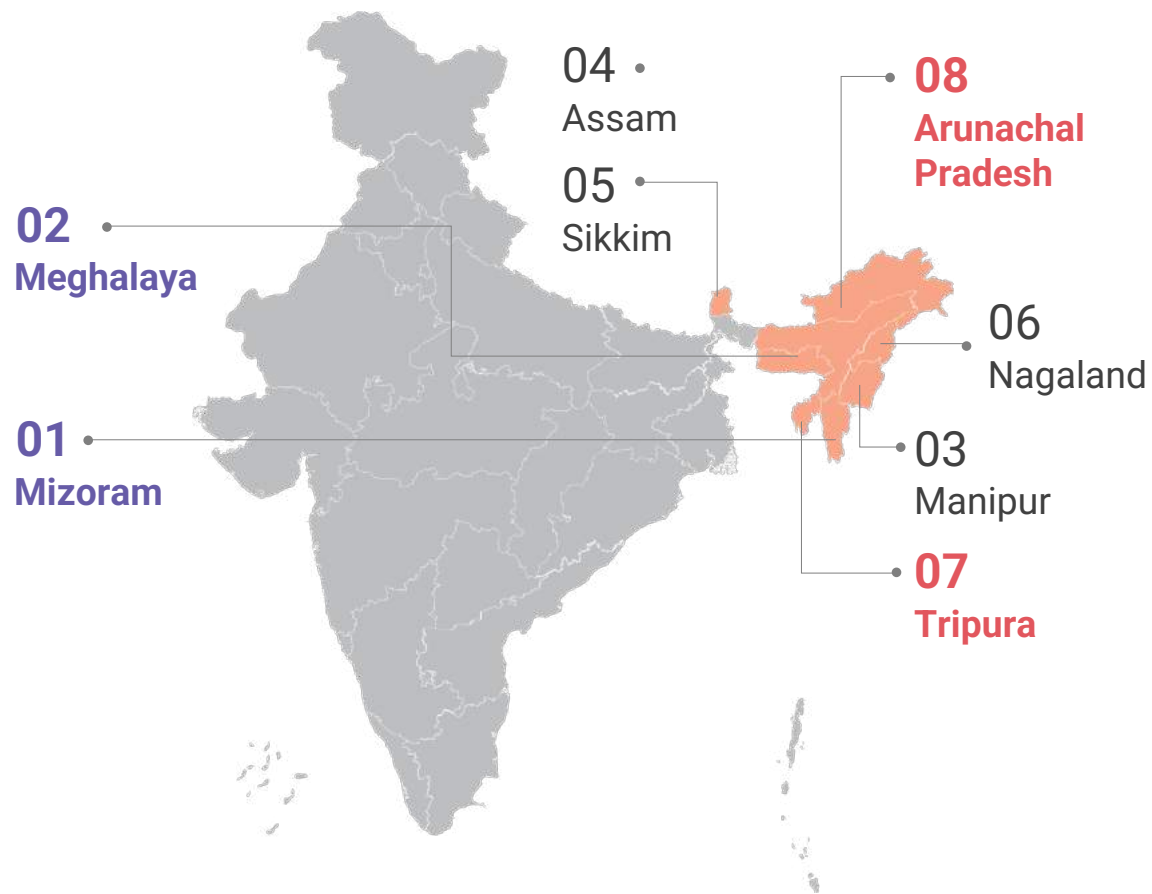 04
Assam
08
Arunachal
Pradesh
05
Sikkim
02
Meghalaya
06
Nagaland
01
Mizoram
03
Manipur
07
Tripura